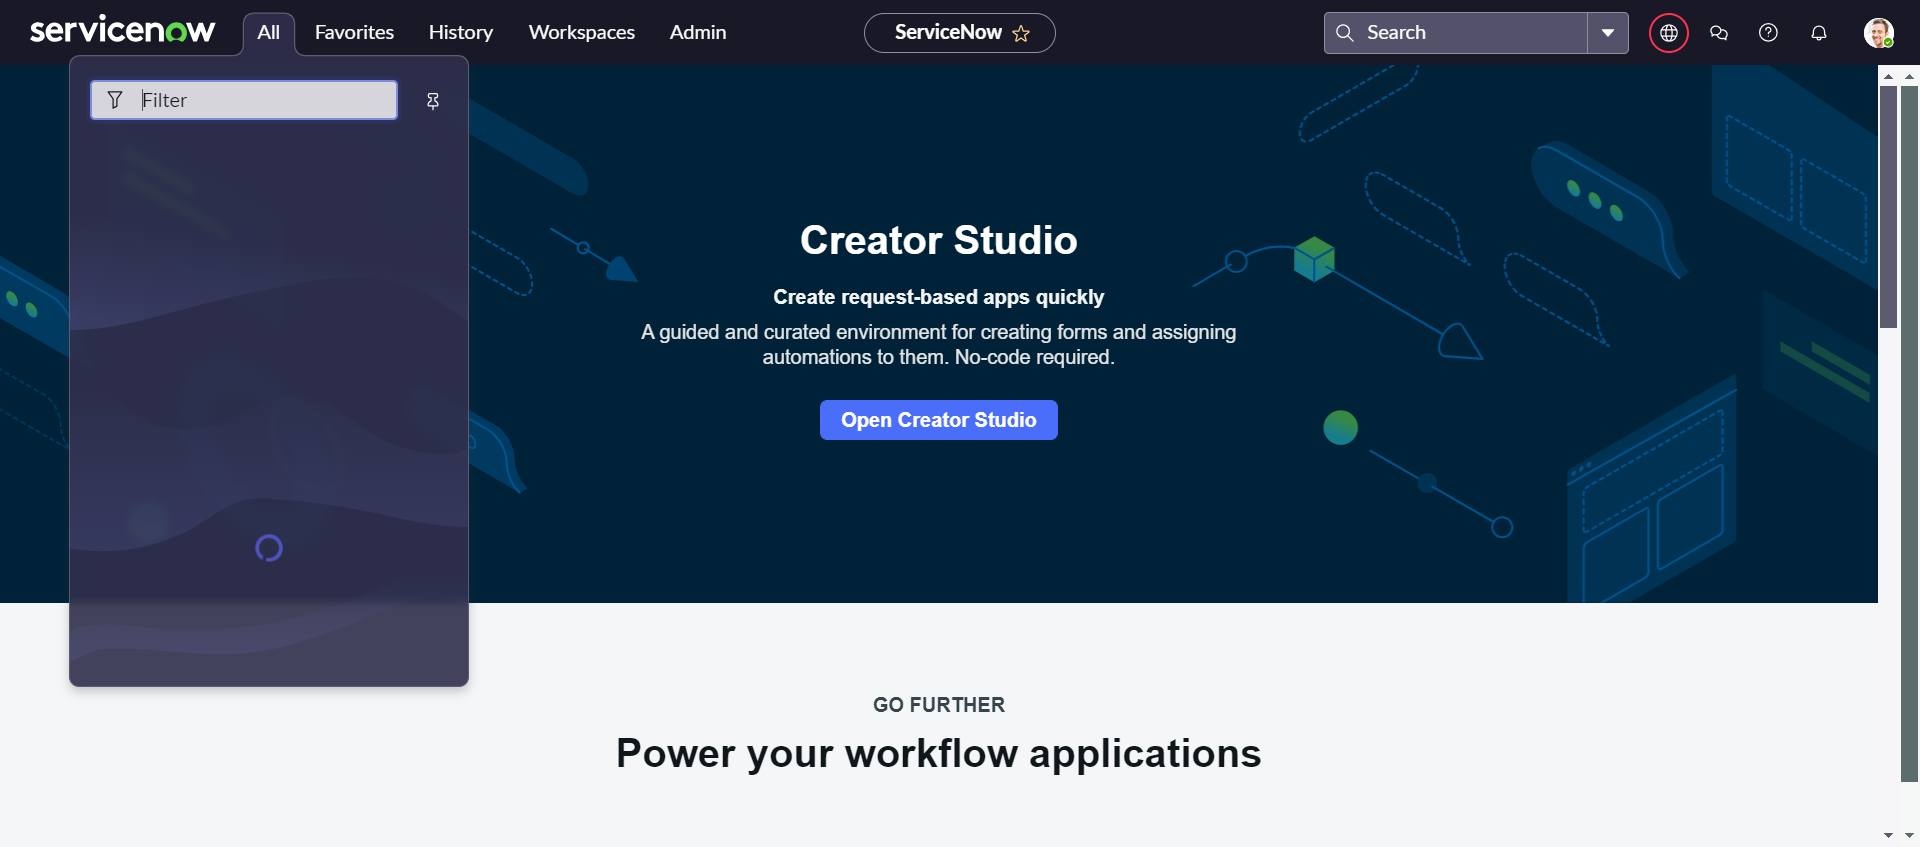 servicenow
All
Favorites
History
Workspaces
Admin
ServiceNow
Search
Filter
Creator Studio
Create request-based apps quickly
A guided and curated environment for creating forms and assigning
automations to them. No-code required.
Open Creator Studio
GO FURTHER
Power your workflow applications